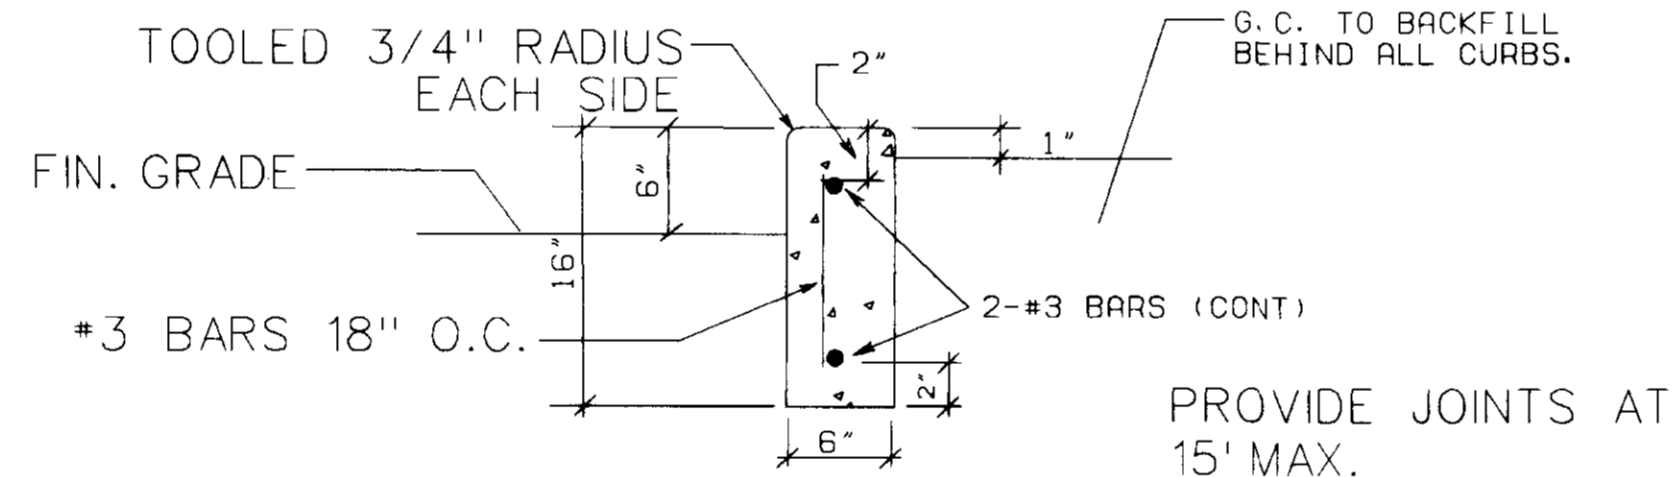 G.C. TO BACKFILL
BEHIND ALL CURBS.
TOOLED 3/4" RADIUS
EACH SIDE
2"
1"
FIN. GRADE
6"
16"
#3 BARS 18" O.C.
2-#3 BARS (CONT)
2"
6"
PROVIDE JOINTS AT
15' MAX.